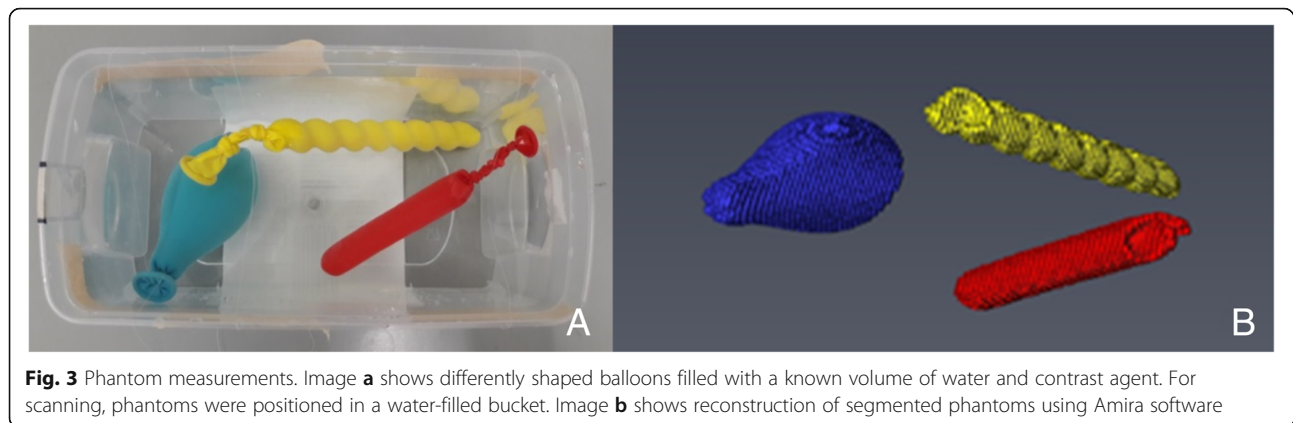 A
B
Fig. 3 Phantom measurements. Image a shows differently shaped balloons filled with a known volume of water and contrast agent. For
scanning, phantoms were positioned in a water-filled bucket. Image b shows reconstruction of segmented phantoms using Amira software